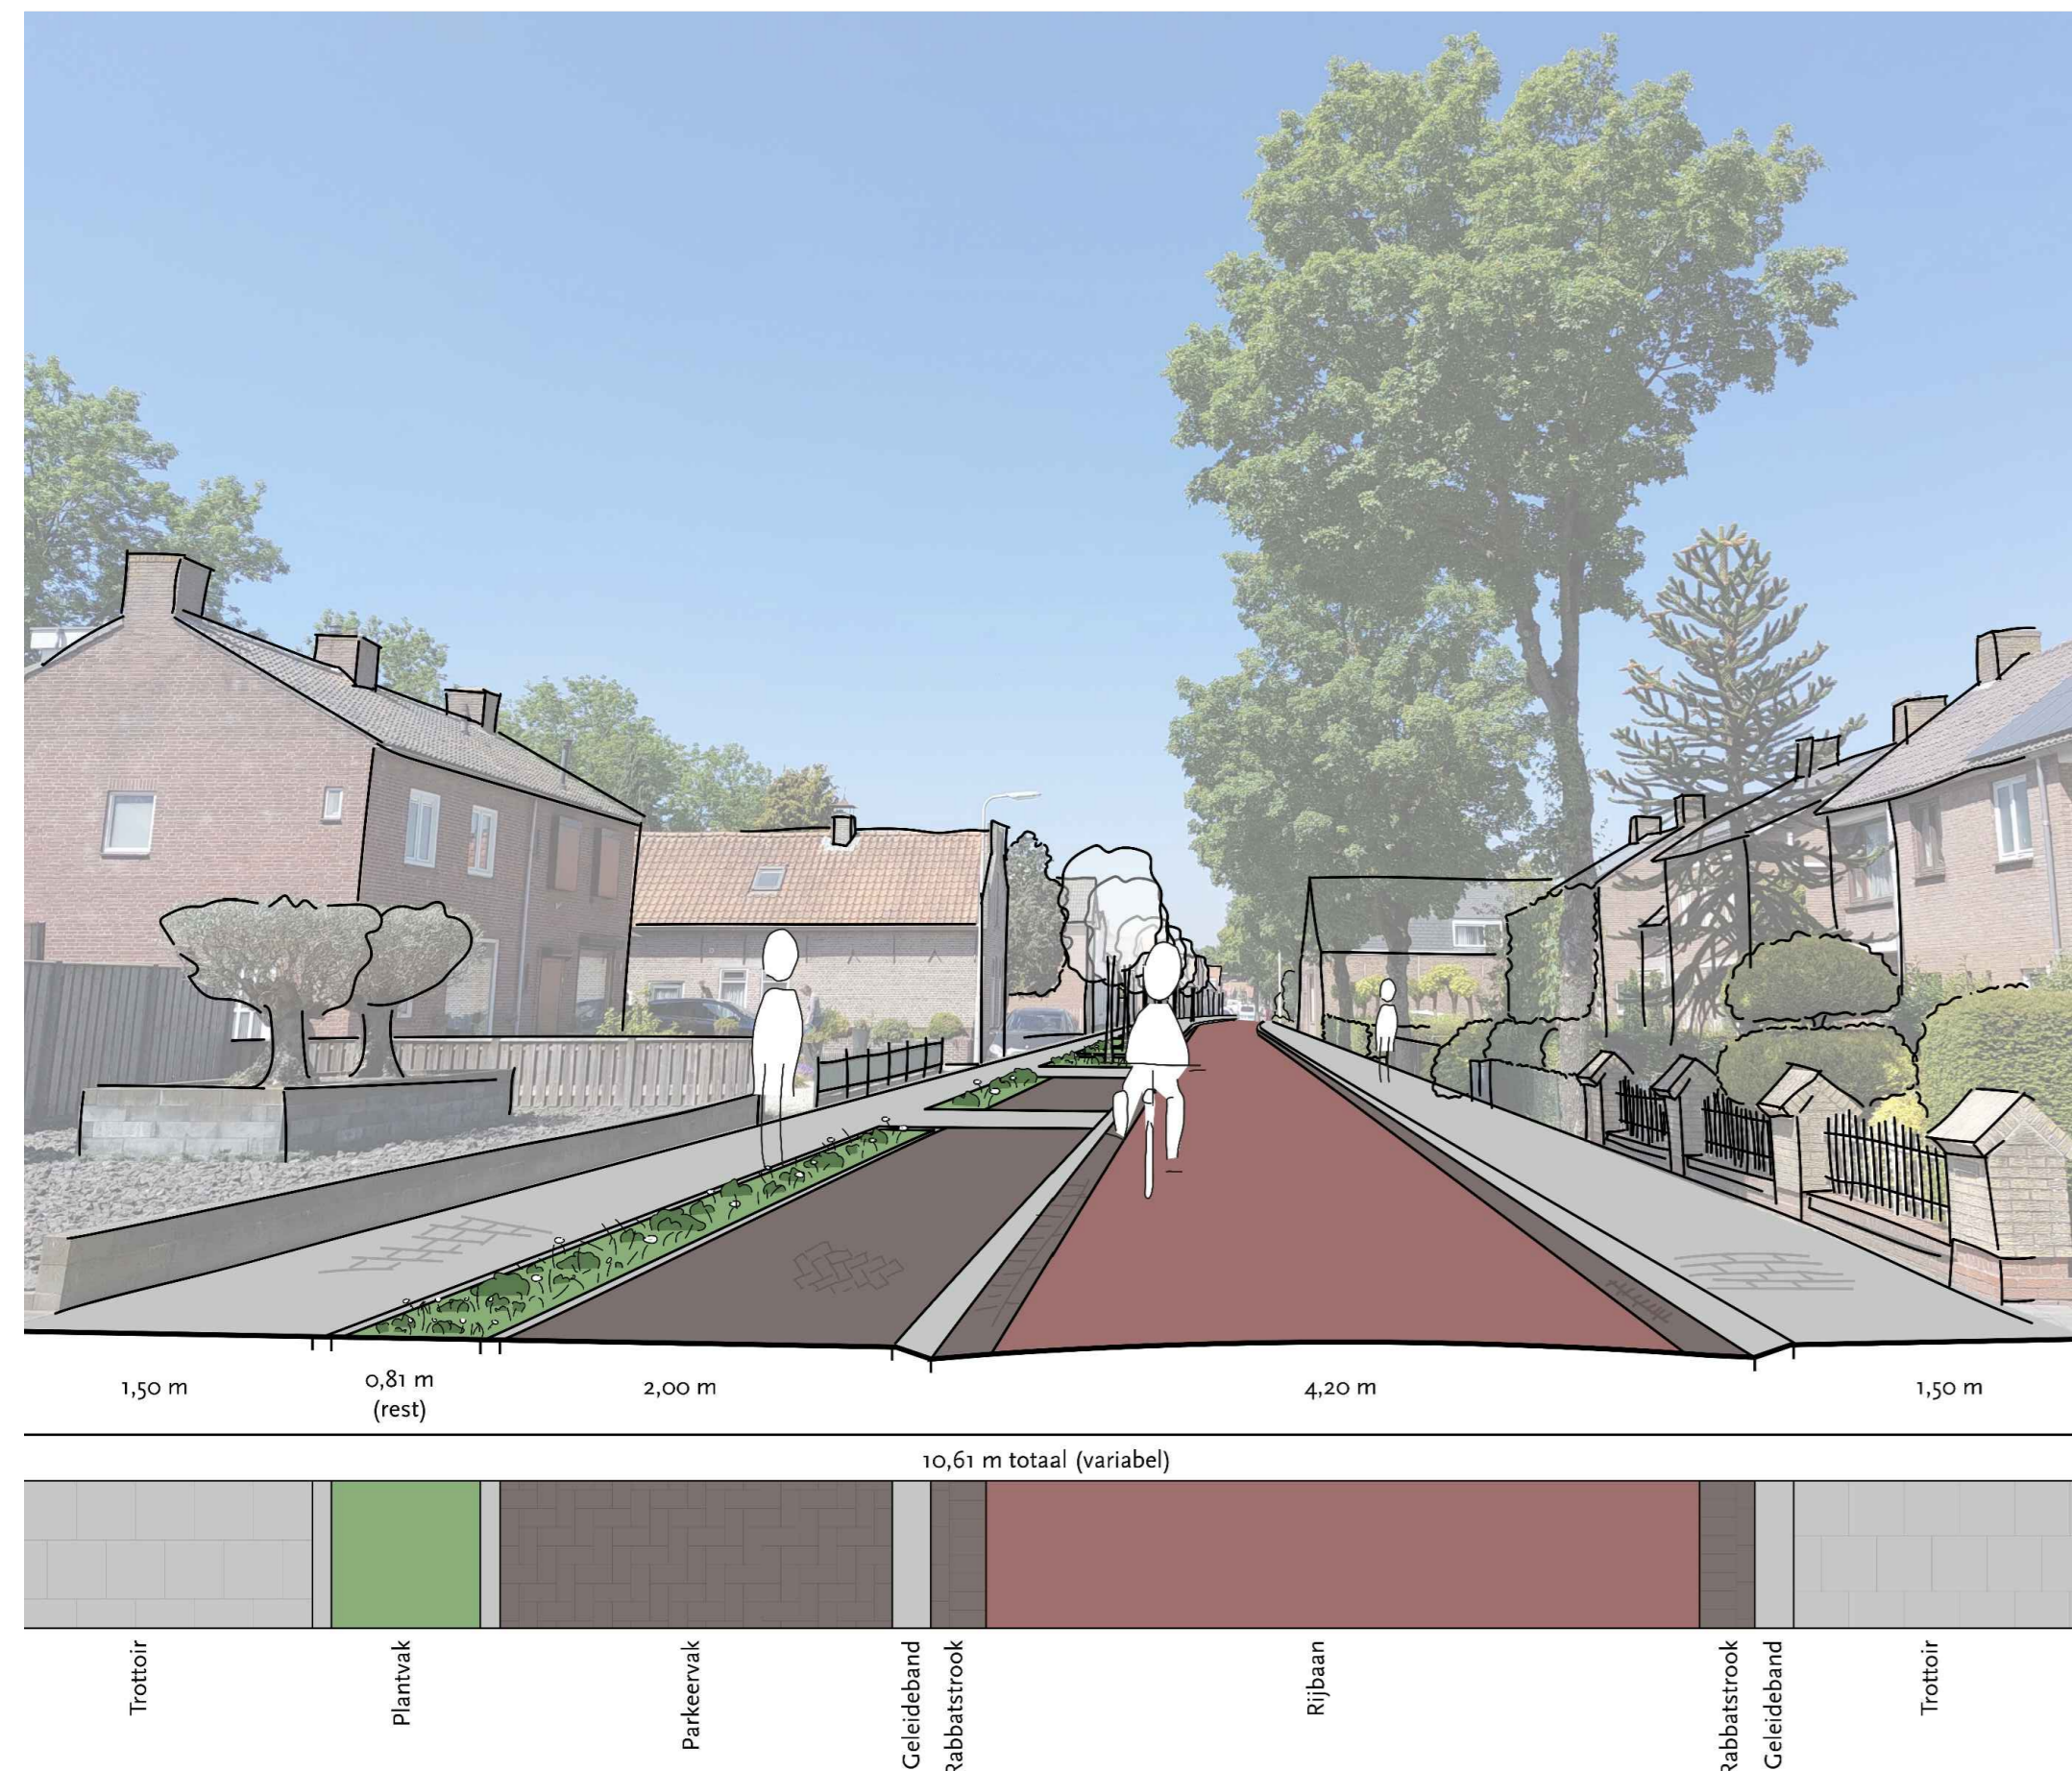 1,50 m
0,81 m
(rest)
2,00 m
4,20 m
1,50 m
10,61 m totaal (variabel)
Trottoir
Plantvak
Parkeervak
Geleideband
Rabbatstrook
Rijbaan
Rabbatstrook
Geleideband
Trottoir